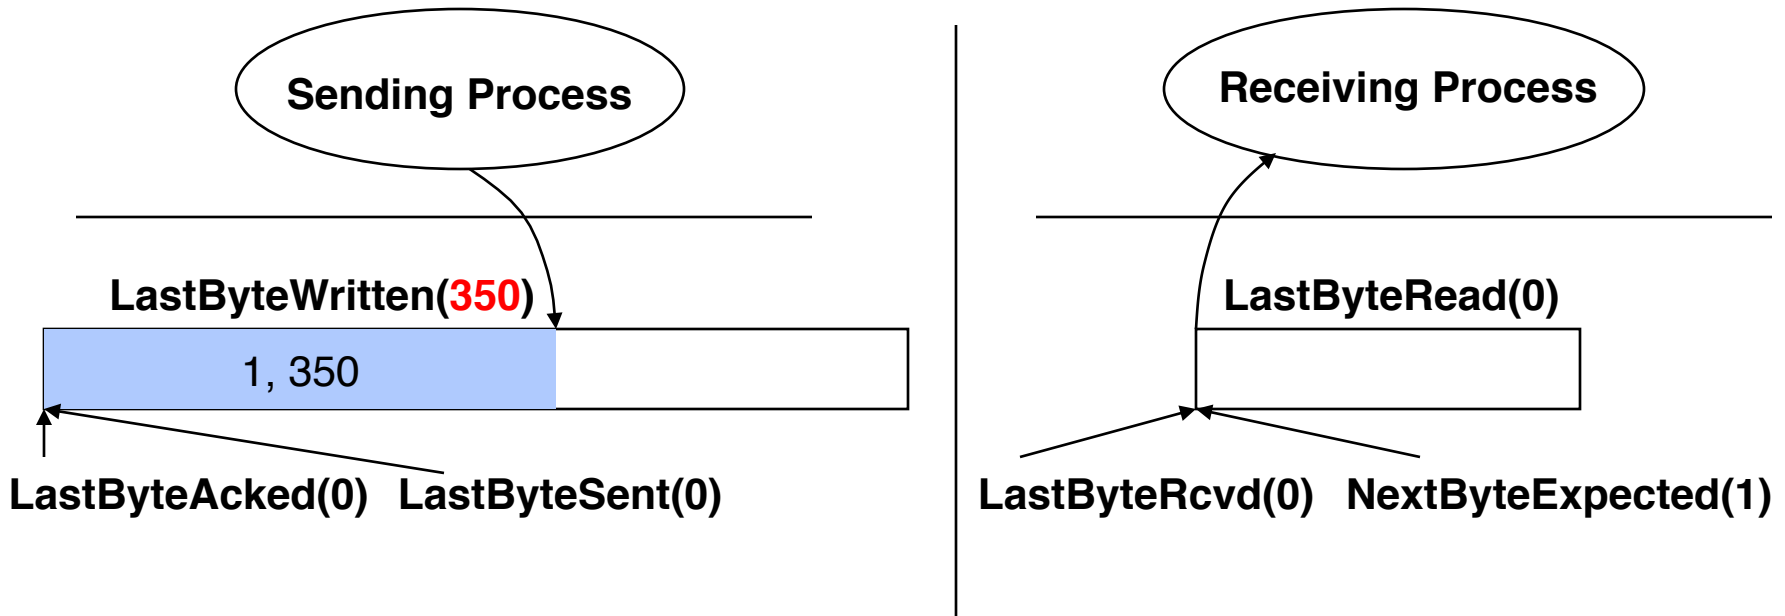 Sending Process
Receiving Process
LastByteWritten(350)
LastByteRead(0)
1, 350
LastByteAcked(0)
LastByteSent(0)
LastByteRcvd(0)
NextByteExpected(1)